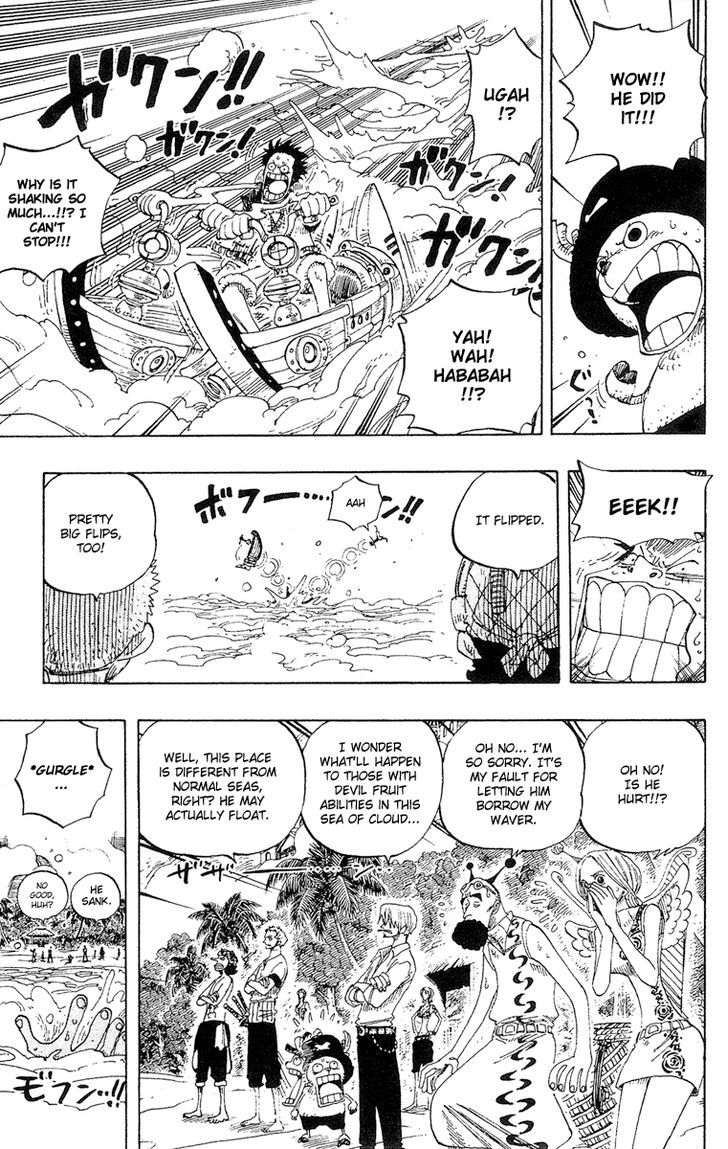 WOW!!
HE DID
IT!!!
UGAH
!?
ガクン!!
ガクン!
ガクン!
WHY IS IT
SHAKING SO
MUCH...!!? I
CAN'T
STOP!!!
YAH!
WAH!
HABABAH
!!?
EEEK!!
IT FLIPPED.
AAH
ボフーン!!
PRETTY
BIG FLIPS,
TOO!
OH NO!
IS HE
HURT!!?
OH NO... I'M
SO SORRY. IT'S
MY FAULT FOR
LETTING HIM
BORROW MY
WAVER.
I WONDER
WHAT'LL HAPPEN
TO THOSE WITH
DEVIL FRUIT
ABILITIES IN THIS
SEA OF CLOUD...
WELL, THIS PLACE
IS DIFFERENT FROM
NORMAL SEAS,
RIGHT? HE MAY
ACTUALLY FLOAT.
ザザーン…
*GURGLE*
...
HE
SANK.
NO
GOOD,
HUH?
モフン…!!